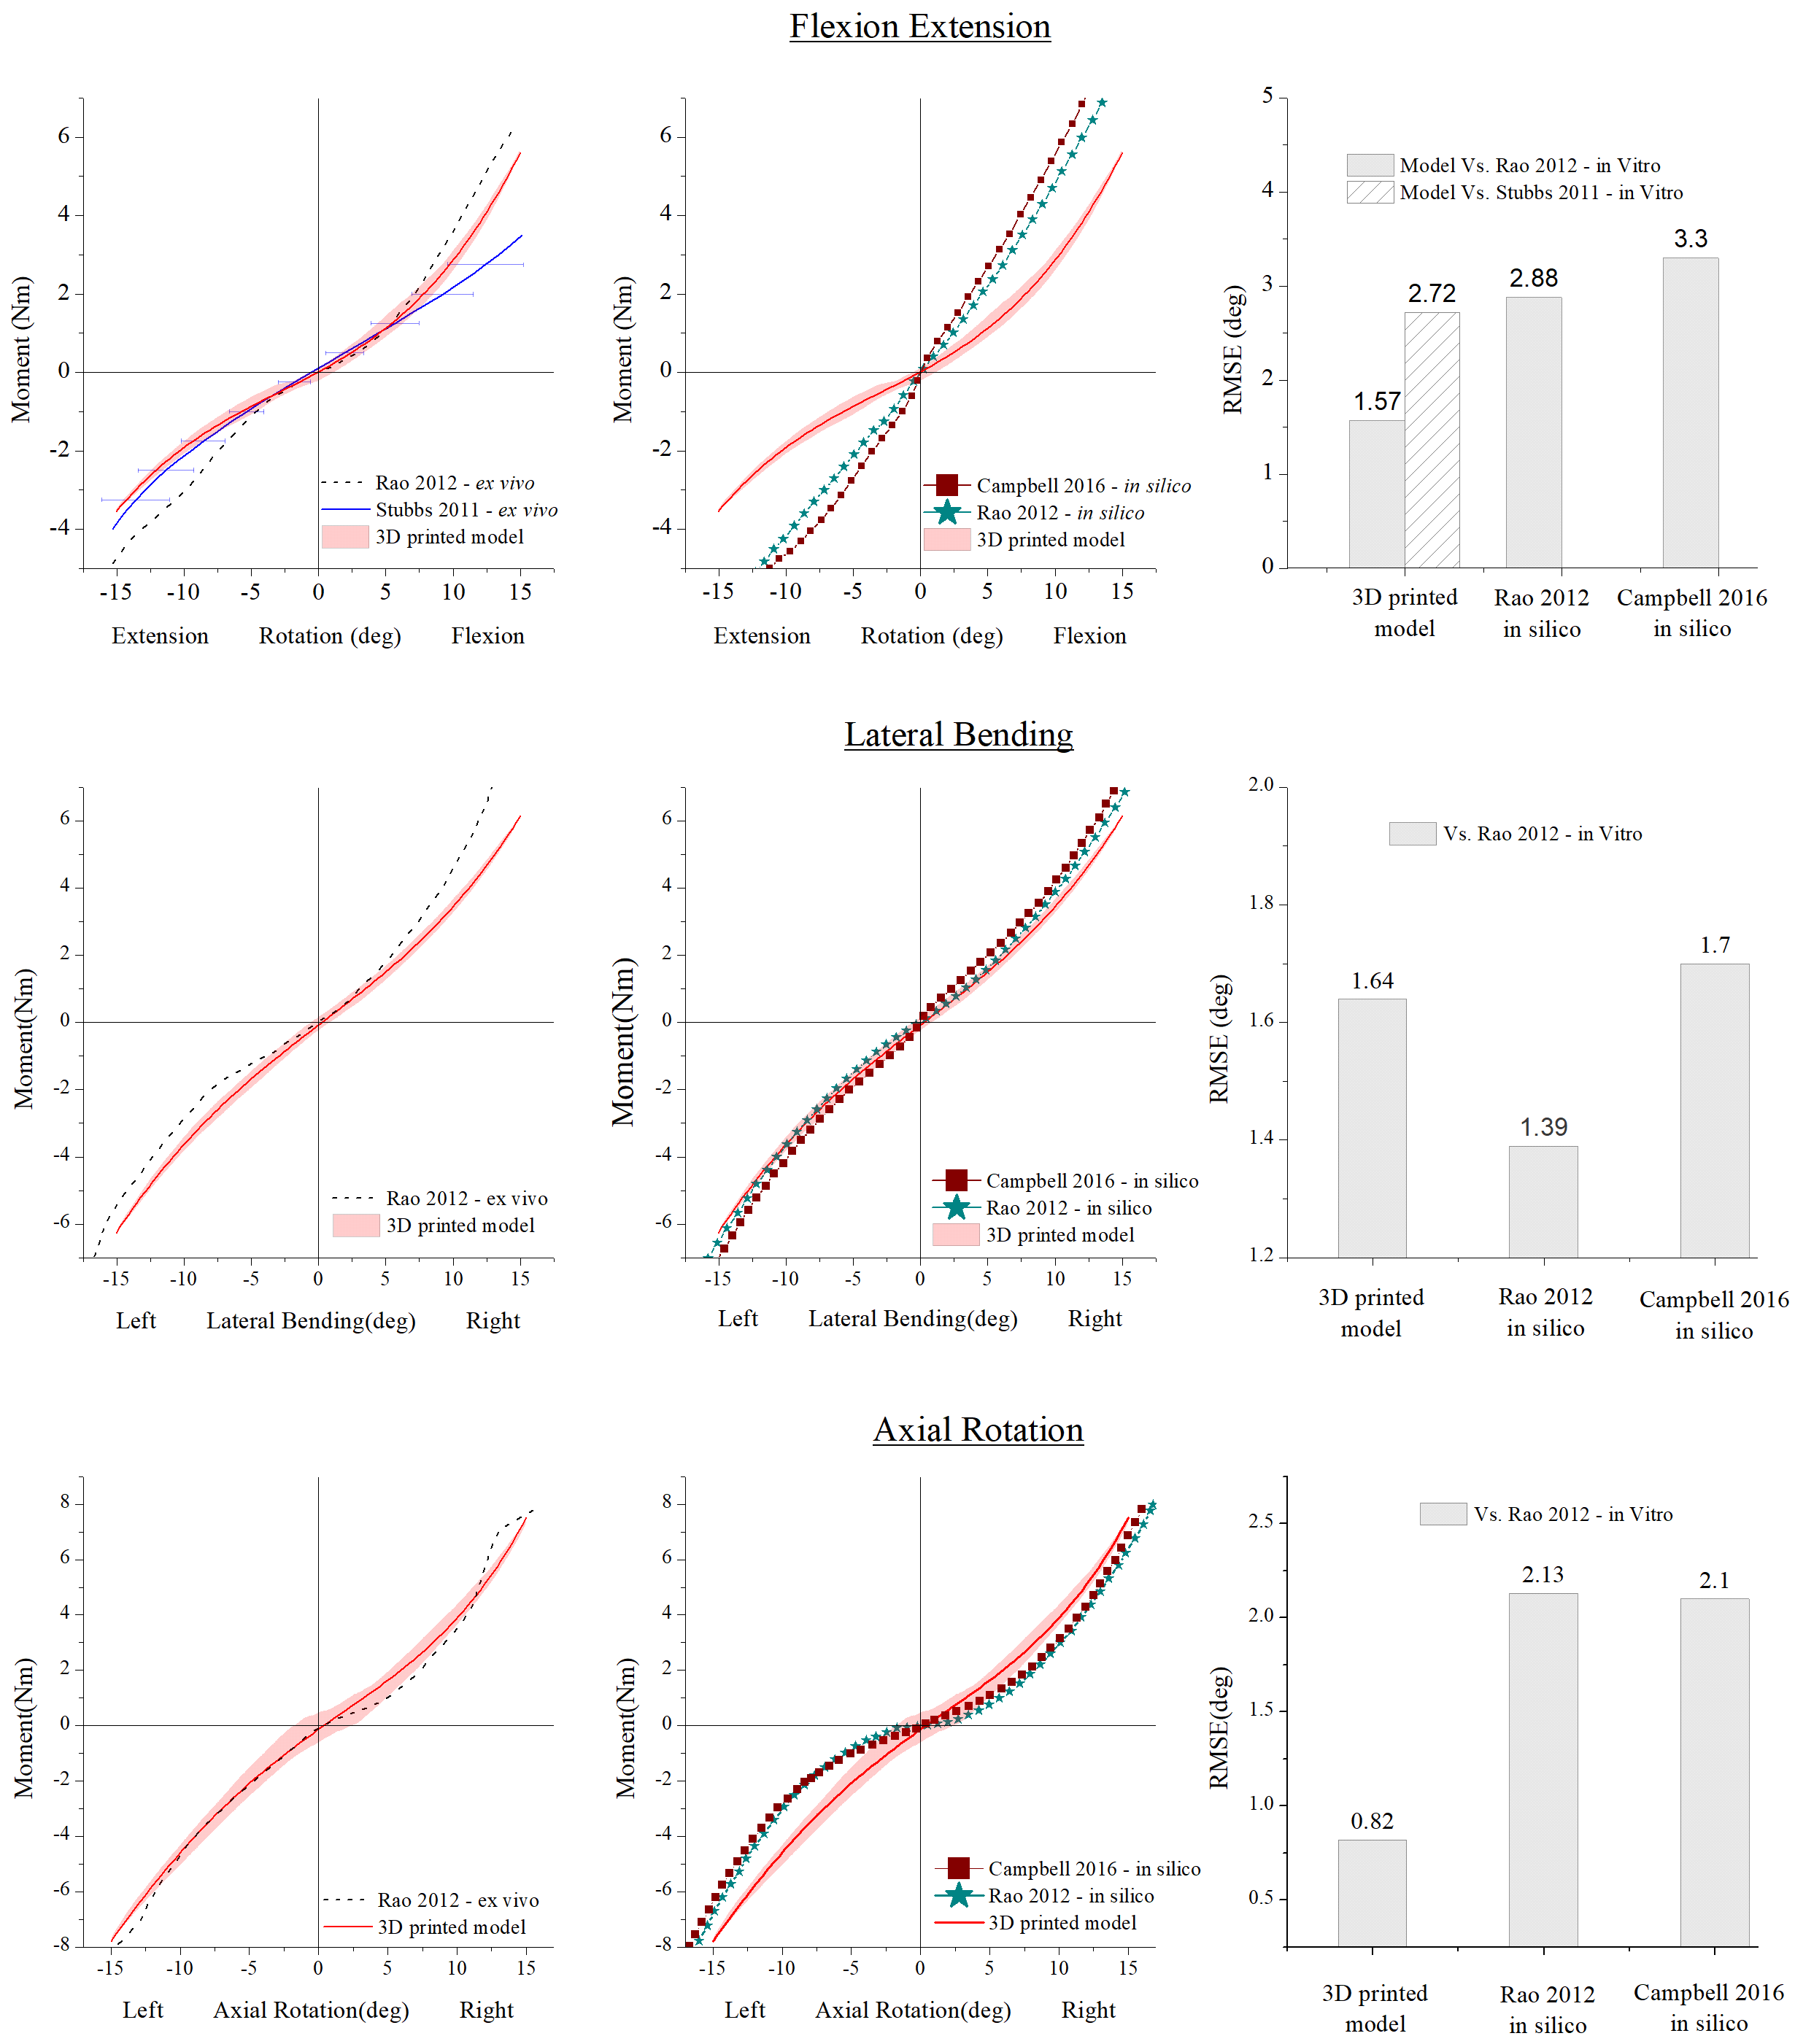 Flexion Extension
6
4
2
0
-2
-4
-15
-10
-5
0
5
10
15
Moment (Nm)
Extension
Rotation (deg)
Flexion
Rao 2012 - ex vivo
Stubbs 2011 - ex vivo
3D printed model
6
4
2
0
-2
-4
-15
-10
-5
0
5
10
15
Moment (Nm)
Extension
Rotation (deg)
Flexion
Campbell 2016 - in silico
Rao 2012 - in silico
3D printed model
5
4
3
2
1
0
RMSE (deg)
Model Vs. Rao 2012 - in Vitro
Model Vs. Stubbs 2011 - in Vitro
1.57
2.72
2.88
3.3
3D printed
model
Rao 2012
in silico
Campbell 2016
in silico
Lateral Bending
6
4
2
0
-2
-4
-6
-15
-10
-5
0
5
10
15
Moment(Nm)
Left
Lateral Bending(deg)
Right
Rao 2012 - ex vivo
3D printed model
6
4
2
0
-2
-4
-6
-15
-10
-5
0
5
10
15
Moment(Nm)
Left
Lateral Bending(deg)
Right
Campbell 2016 - in silico
Rao 2012 - in silico
3D printed model
2.0
1.8
1.6
1.4
1.2
RMSE (deg)
Vs. Rao 2012 - in Vitro
1.64
1.39
1.7
3D printed
model
Rao 2012
in silico
Campbell 2016
in silico
Axial Rotation
8
6
4
2
0
-2
-4
-6
-8
-15
-10
-5
0
5
10
15
Moment(Nm)
Left
Axial Rotation(deg)
Right
Rao 2012 - ex vivo
3D printed model
8
6
4
2
0
-2
-4
-6
-8
-15
-10
-5
0
5
10
15
Moment(Nm)
Left
Axial Rotation(deg)
Right
Campbell 2016 - in silico
Rao 2012 - in silico
3D printed model
2.5
2.0
1.5
1.0
0.5
RMSE(deg)
Vs. Rao 2012 - in Vitro
0.82
2.13
2.1
3D printed
model
Rao 2012
in silico
Campbell 2016
in silico